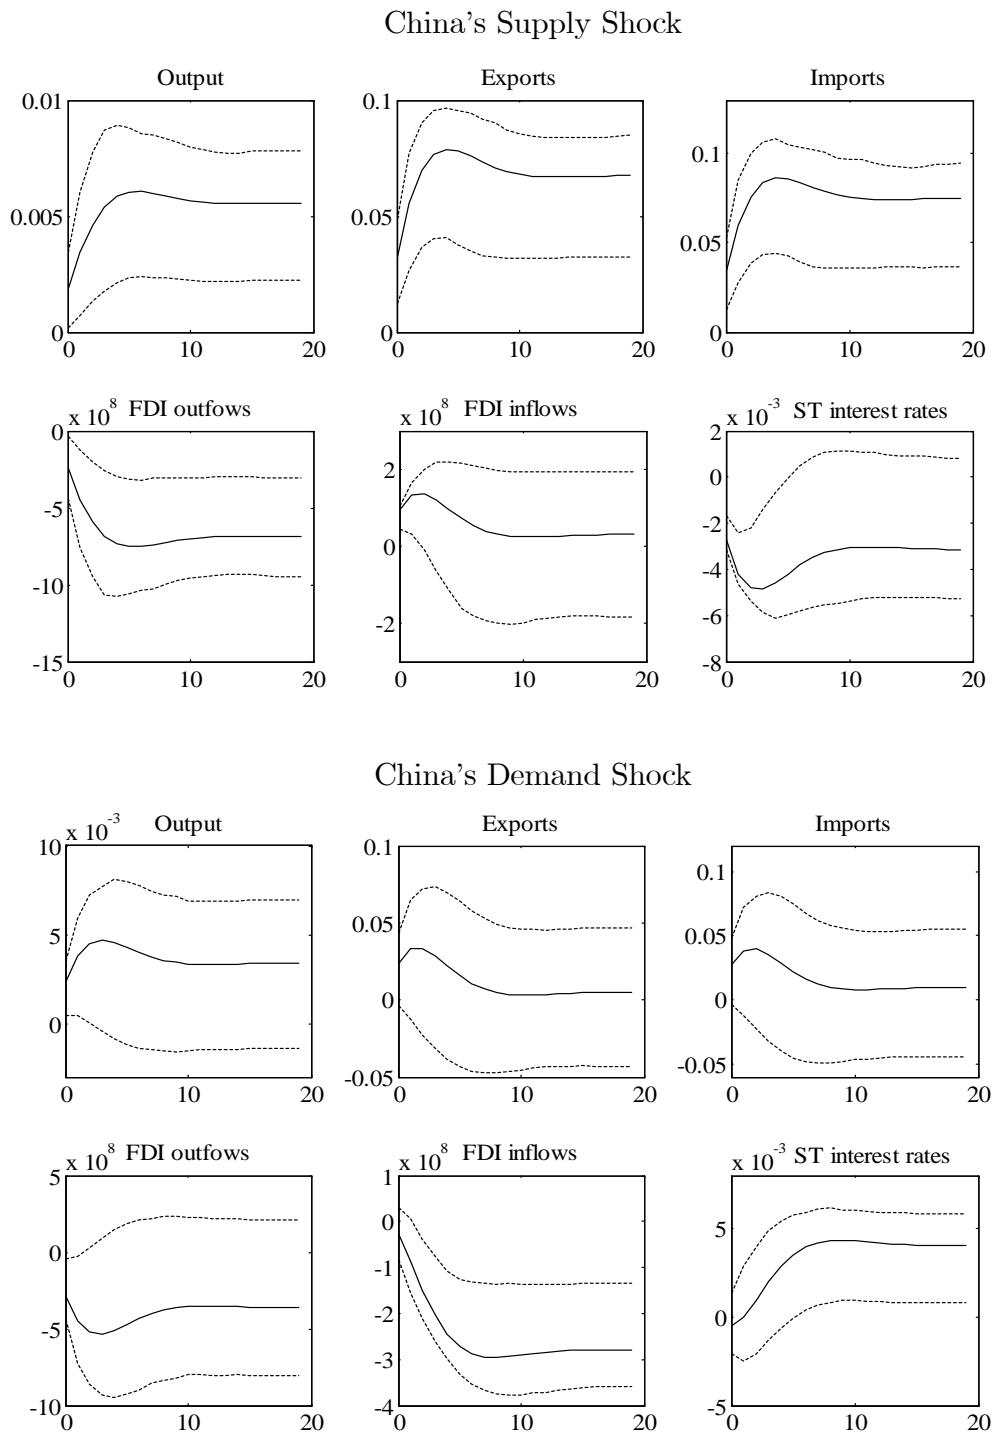 China's Supply Shock
Output
Exports
Imports
0.01
0.005
0
0 10 20
0.1
0.05
0
0 10 20
0.1
0.05
0
0 10 20
x 10^8 FDI outfows
x 10^8 FDI inflows
x 10^-3 ST interest rates
0
-5
-10
-15
0 10 20
2
0
-2
0 10 20
2
0
-2
-4
-6
-8
0 10 20
China's Demand Shock
x 10^-3 Output
Exports
Imports
10
5
0
0 10 20
0.1
0.05
0
-0.05
0 10 20
0.1
0.05
0
-0.05
0 10 20
x 10^8 FDI outfows
x 10^8 FDI inflows
x 10^-3 ST interest rates
5
0
-5
-10
0 10 20
1
0
-1
-2
-3
-4
0 10 20
5
0
-5
0 10 20